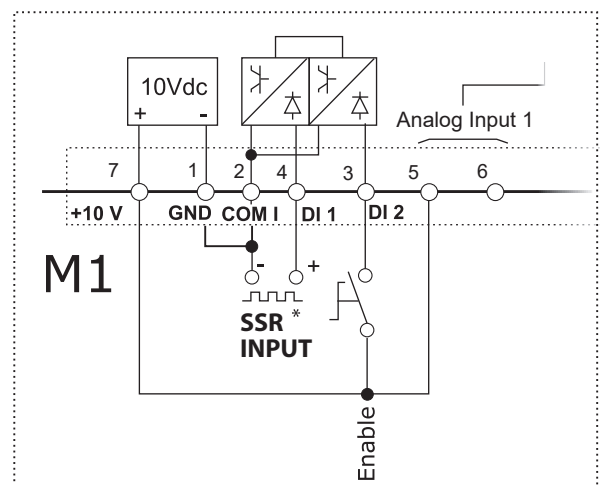 10Vdc
+ -
Analog Input 1
7 1 2 4 3 5 6
+10 V GND COM I DI 1 DI 2
M1
- +
SSR *
INPUT
Enable